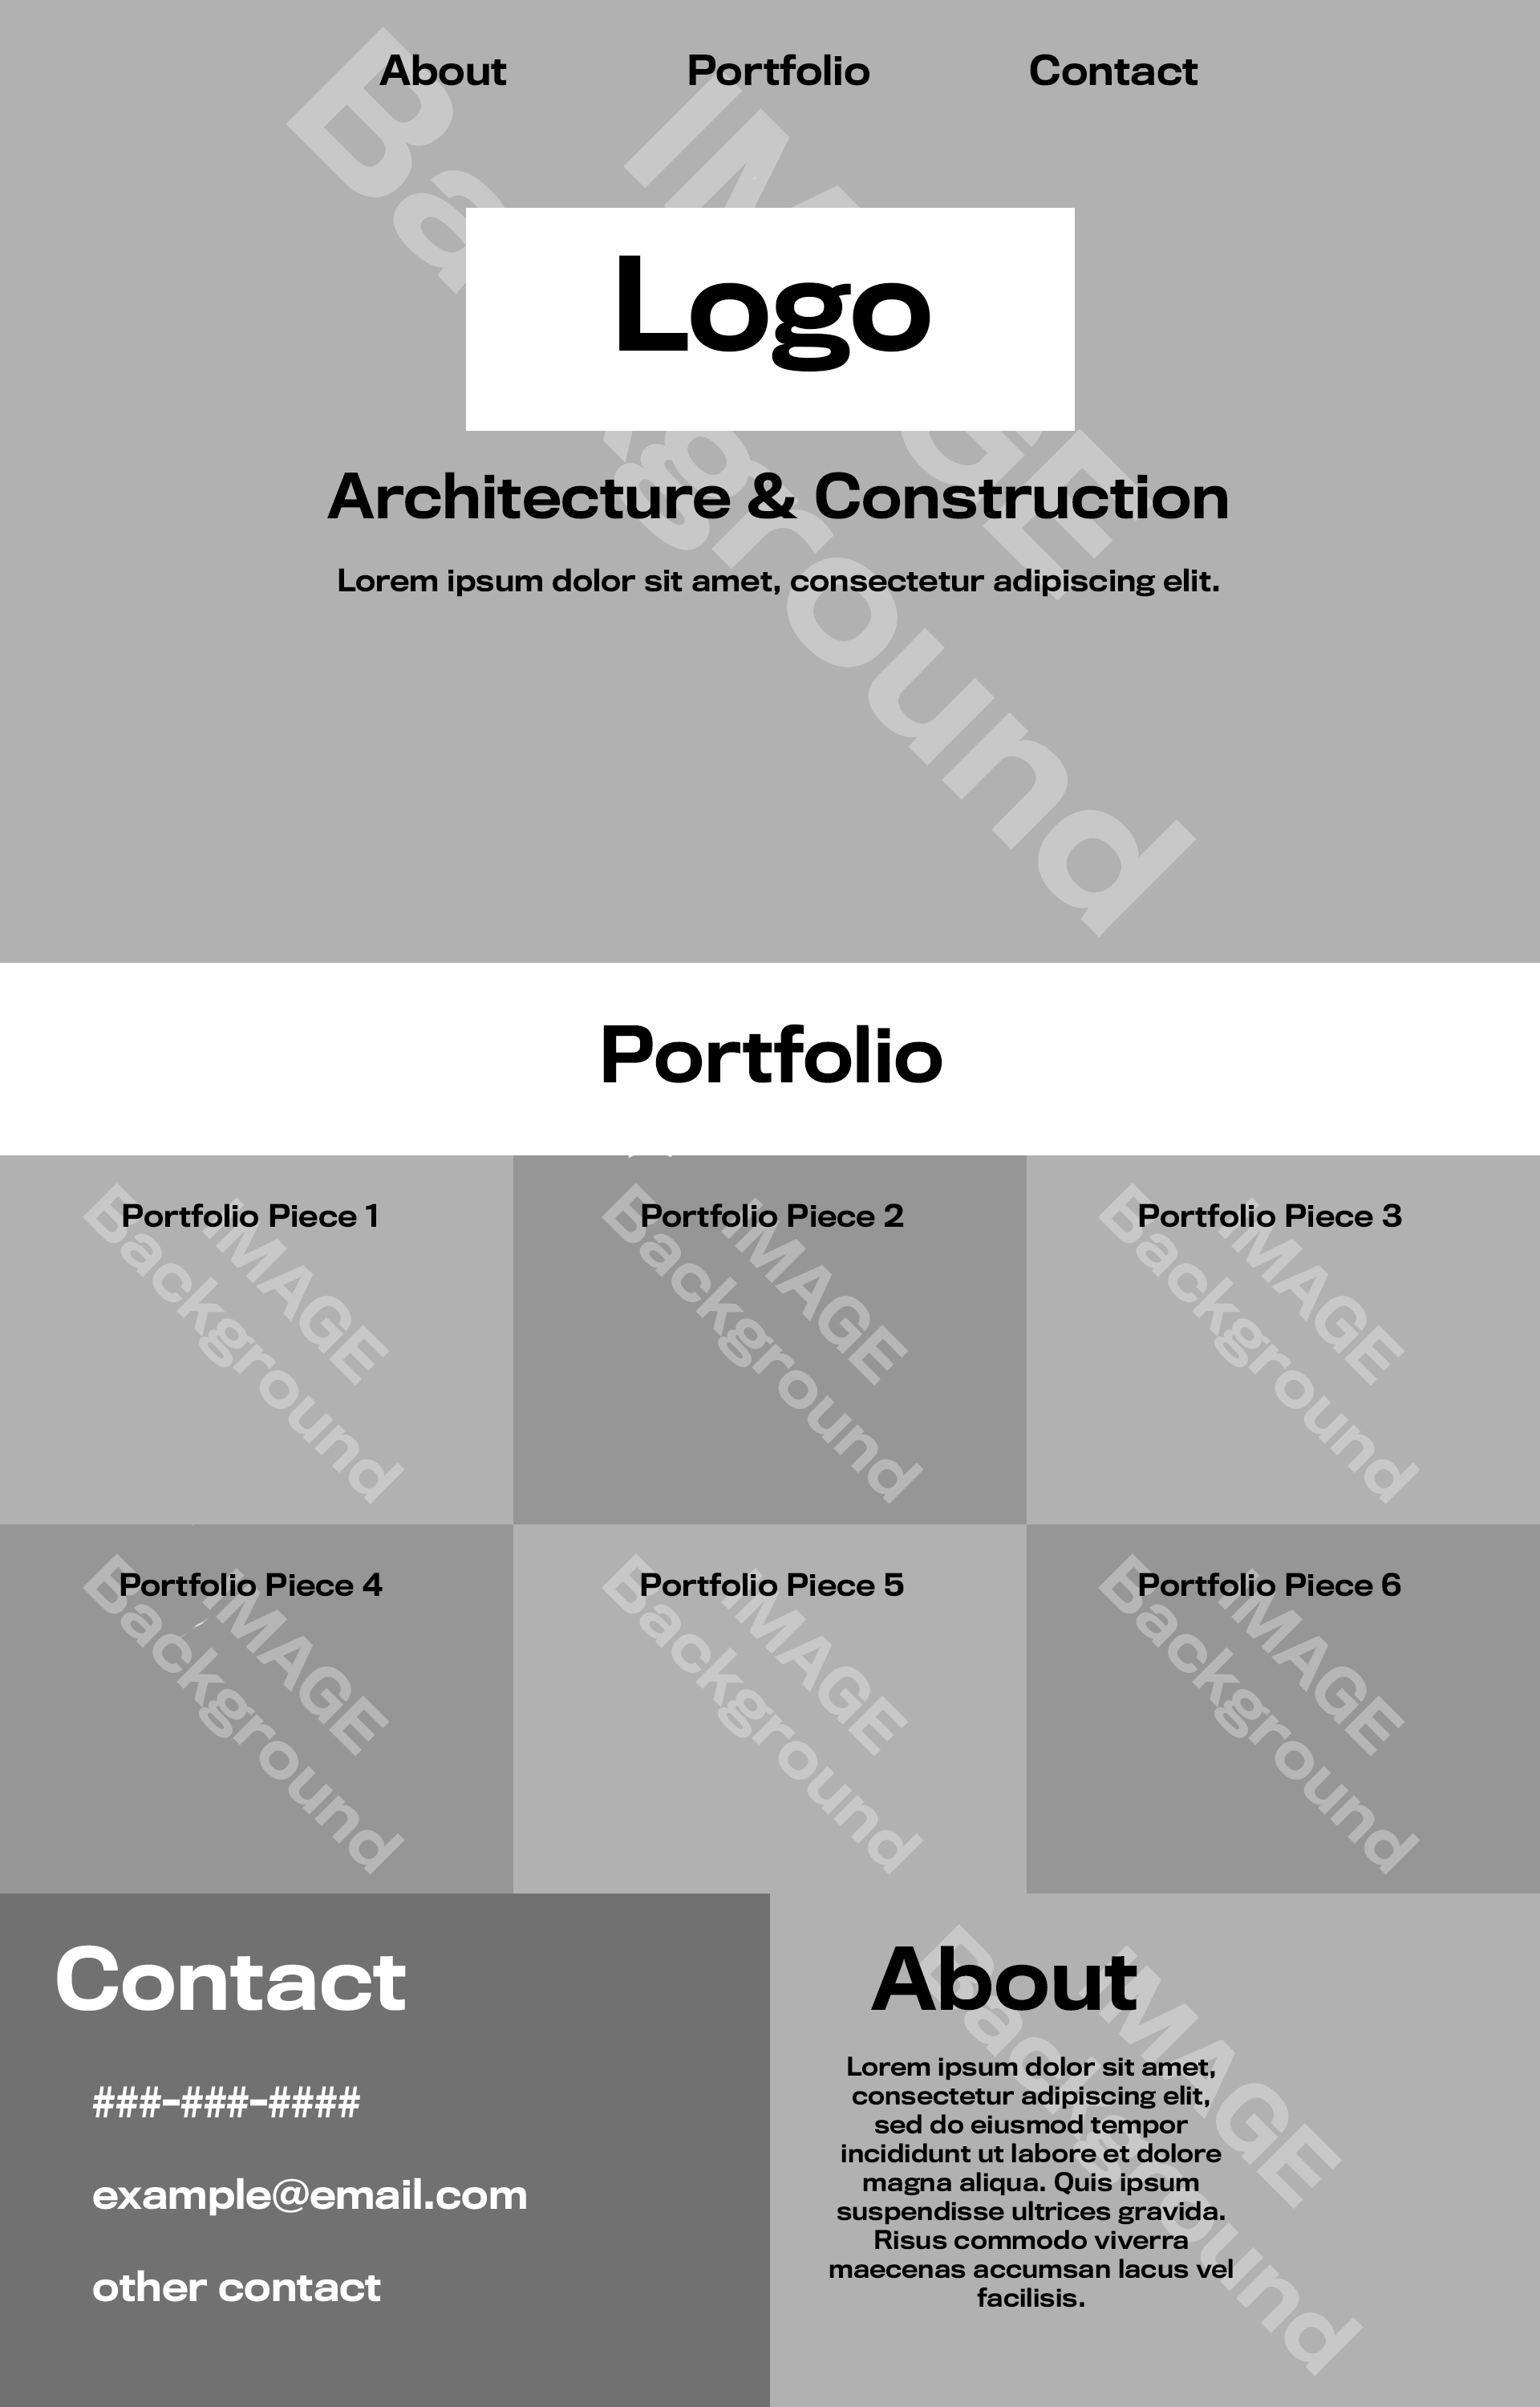 About Portfolio Contact
IMAGE
Background
Logo
Architecture & Construction
Lorem ipsum dolor sit amet, consectetur adipiscing elit.
Portfolio
Portfolio Piece 1
IMAGE
Background
Portfolio Piece 2
IMAGE
Background
Portfolio Piece 3
IMAGE
Background
Portfolio Piece 4
IMAGE
Background
Portfolio Piece 5
IMAGE
Background
Portfolio Piece 6
IMAGE
Background
Contact
###-###-####
example@email.com
other contact
About
IMAGE
Background
Lorem ipsum dolor sit amet,
consectetur adipiscing elit,
sed do eiusmod tempor
incididunt ut labore et dolore
magna aliqua. Quis ipsum
suspendisse ultrices gravida.
Risus commodo viverra
maecenas accumsan lacus vel
facilisis.